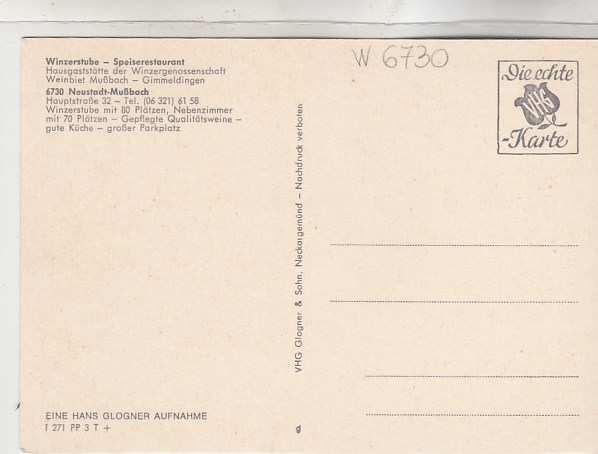 Winzerstube – Speiserestaurant
Hausgaststätte der Winzergenossenschaft
Weinbiet Mußbach – Gimmeldingen
6730 Neustadt-Mußbach
Hauptstraße 32 – Tel. (06 321) 61 58
Winzerstube mit 80 Plätzen, Nebenzimmer
mit 70 Plätzen – Gepflegte Qualitätsweine –
gute Küche – großer Parkplatz
W 6730
Die echte
VHG
-Karte
VHG Glogner & Sohn, Neckargemünd – Nachdruck verboten
EINE HANS GLOGNER AUFNAHME
I 271 PP 3 T +
g